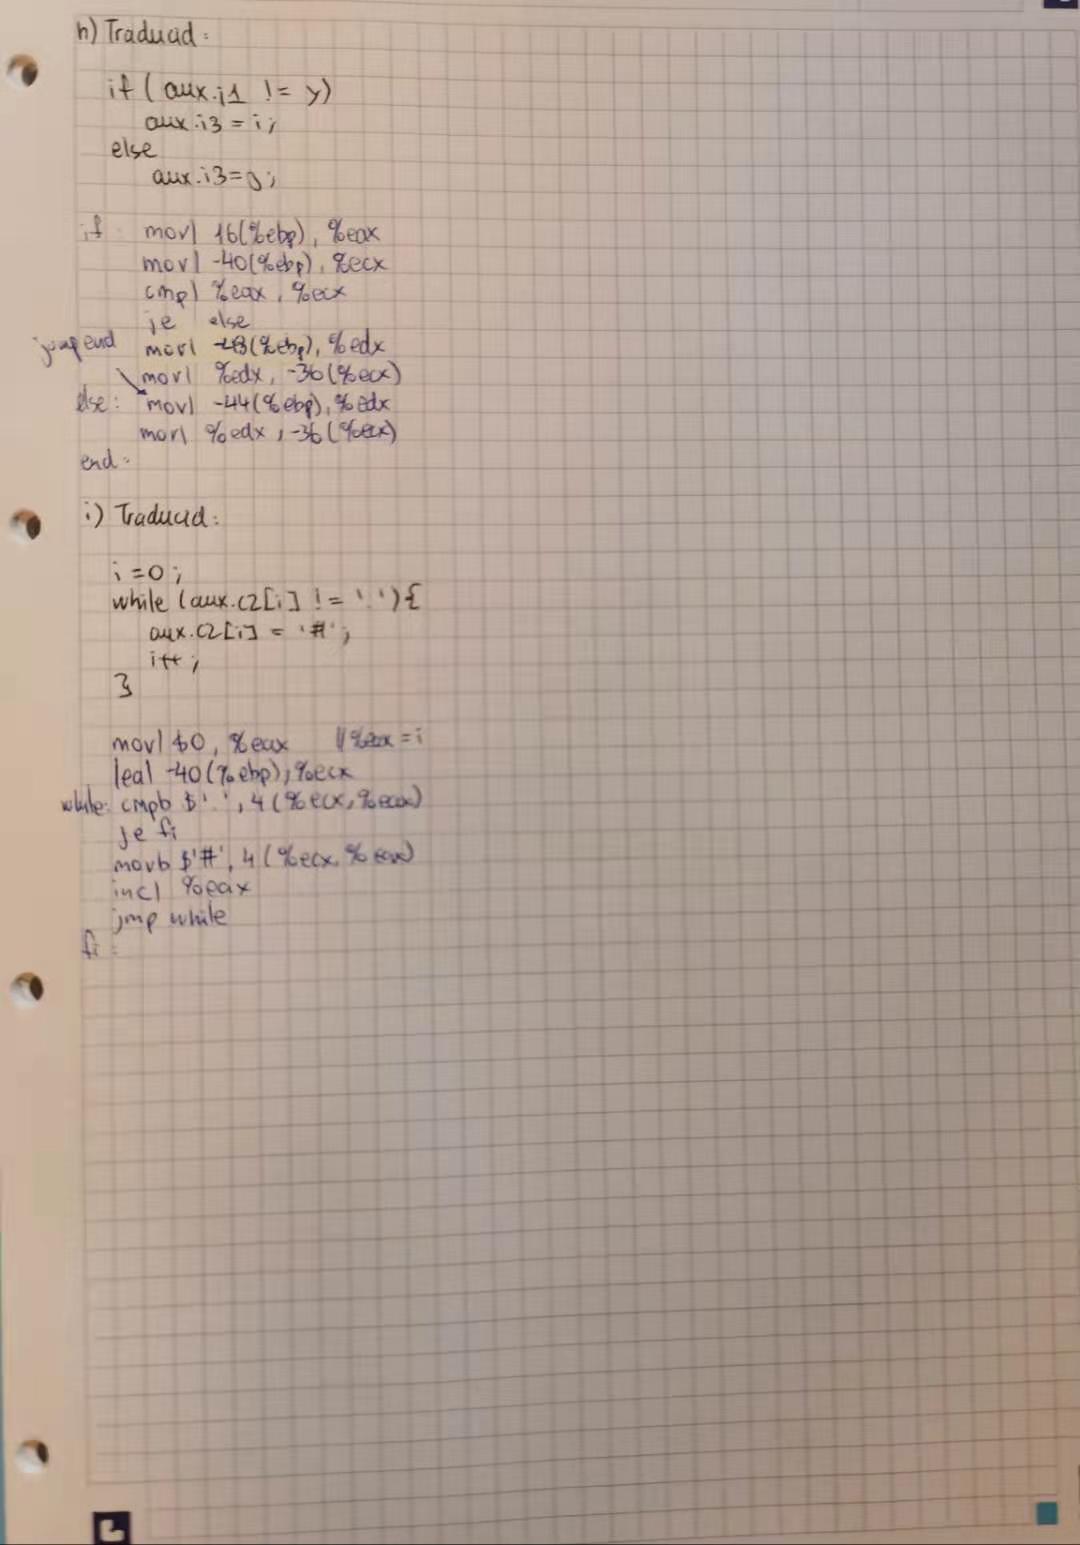 h) Traducid:
if (aux.i1 != y)
aux.i3 = i;
else
aux.i3=j;
if: movl 16(%ebp), %eax
movl -40(%ebp), %ecx
cmpl %eax, %ecx
je else
movl -48(%ebp), %edx
jump end
movl %edx, -36(%ecx)
else: movl -44(%ebp), %edx
movl %edx, -36(%ecx)
end:
i) Traducid:
i=0;
while (aux.c2[i] != '.'){
aux.c2[i] = '#';
i++;
}
movl $0, %eax //%eax = i
leal -40(%ebp), %ecx
while: cmpb $'.', 4(%ecx,%eax)
je fi
movb $'#', 4(%ecx,%eax)
incl %eax
jmp while
fi: